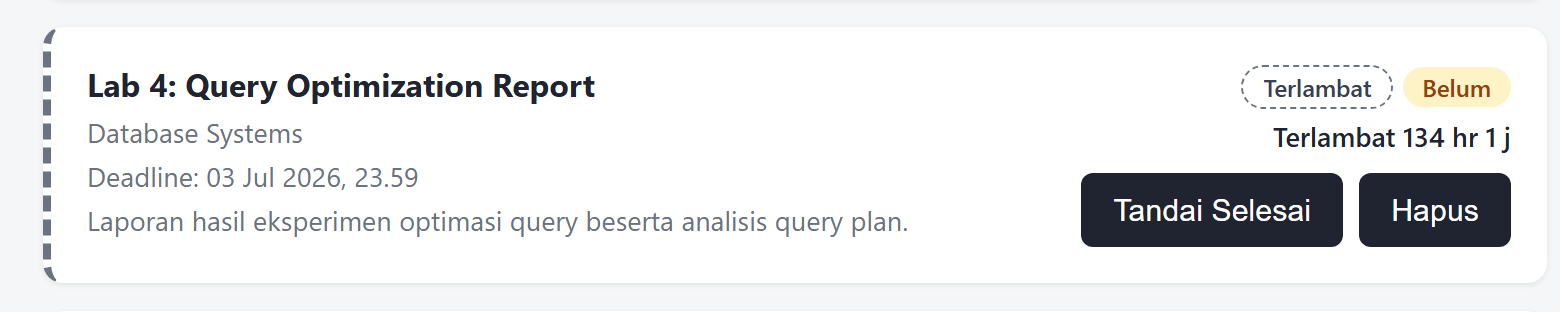 Lab 4: Query Optimization Report
Terlambat
Belum
Database Systems
Terlambat 134 hr 1 j
Deadline: 03 Jul 2026, 23.59
Laporan hasil eksperimen optimasi query beserta analisis query plan.
Tandai Selesai
Hapus